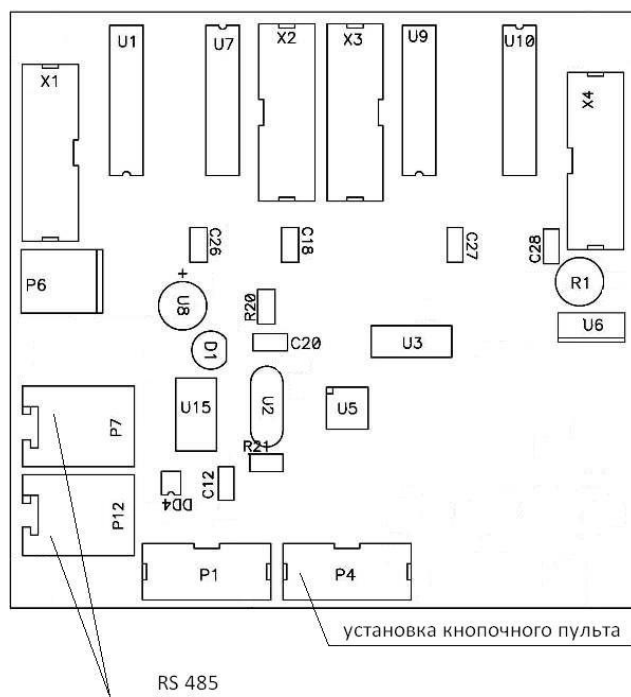 U1
U7
X2
X3
U9
U10
X1
X4
C26
C18
C27
C28
P6
+
U8
R20
R1
D1
C20
U3
U6
U15
U2
U5
P7
R21
C12
DD4
P12
P1
P4
установка кнопочного пульта
RS 485